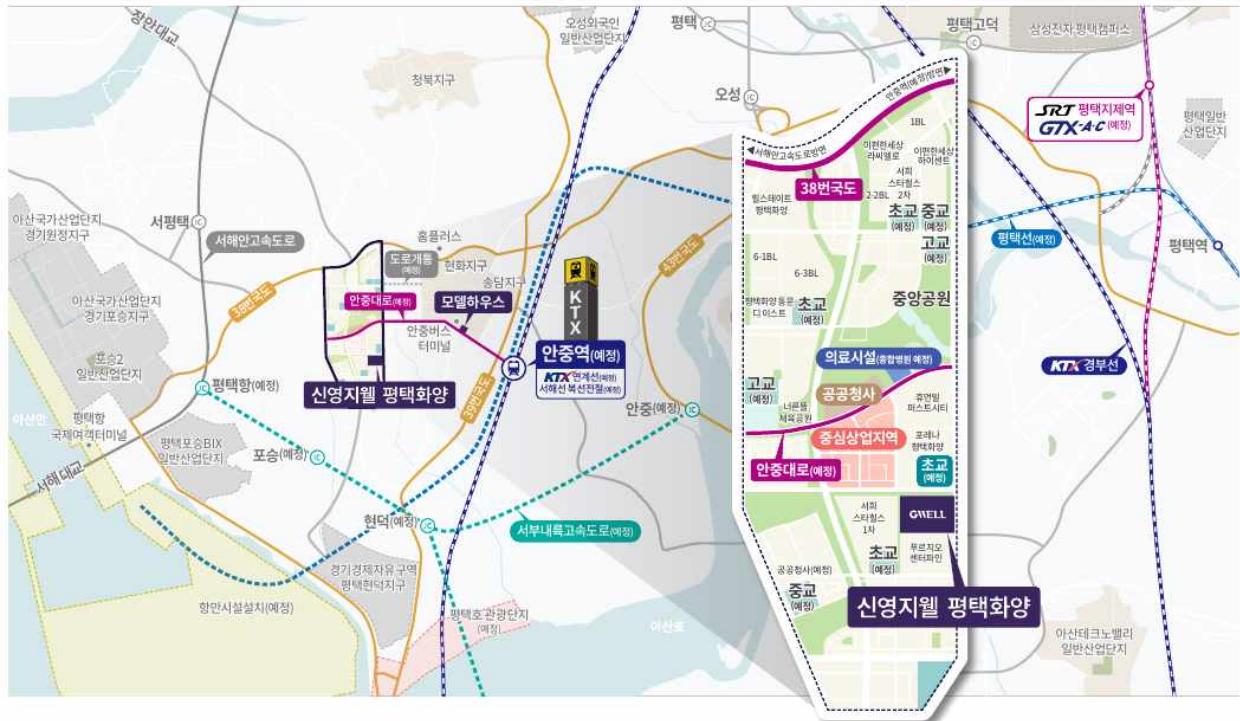 장안대교
오성외국인
일반산업단지
평택
IC
평택고덕
IC
삼성전자 평택캠퍼스
청북지구
오성
IC
SRT 평택지제역
GTX-A·C (예정)
평택일반
산업단지
아산국가산업단지
경기원정지구
서평택
IC
서해안고속도로
홈플러스
도로개통
(예정)
현화지구
송담지구
43번국도
38번국도
안중대로(예정)
모델하우스
안중버스
터미널
KTX
안중역(예정)
KTX 연계선(예정)
서해선 복선전철(예정)
신영지웰 평택화양
39번국도
아산국가산업단지
경기포승지구
포승2
일반산업단지
평택항(예정)
IC
아산만
평택항
국제여객터미널
평택포승BIX
일반산업단지
포승(예정)
IC
서해대교
안중(예정)
IC
현덕(예정)
서부내륙고속도로(예정)
경기경제자유구역
평택현덕지구
항만시설설치(예정)
평택호 관광단지
(예정)
아산호
안중역(예정)방면▶
◀서해안고속도로방면
38번국도
1BL
이편한세상
라씨엘로
이편한세상
하이센트
서희
스타힐스
2차
2-2BL
힐스테이트
평택화양
초교
(예정)
중교
(예정)
고교
(예정)
6-1BL
6-3BL
중앙공원
평택화양 동문
디 이스트
초교
(예정)
의료시설(종합병원 예정)
고교
(예정)
공공청사
너른들
체육공원
휴먼빌
퍼스트시티
중심상업지역
포레나
평택화양
안중대로(예정)
초교
(예정)
서희
스타힐스
1차
GWELL
초교
(예정)
푸르지오
센터파인
공공청사(예정)
중교
(예정)
신영지웰 평택화양
평택선(예정)
평택역
KTX 경부선
아산테크노밸리
일반산업단지